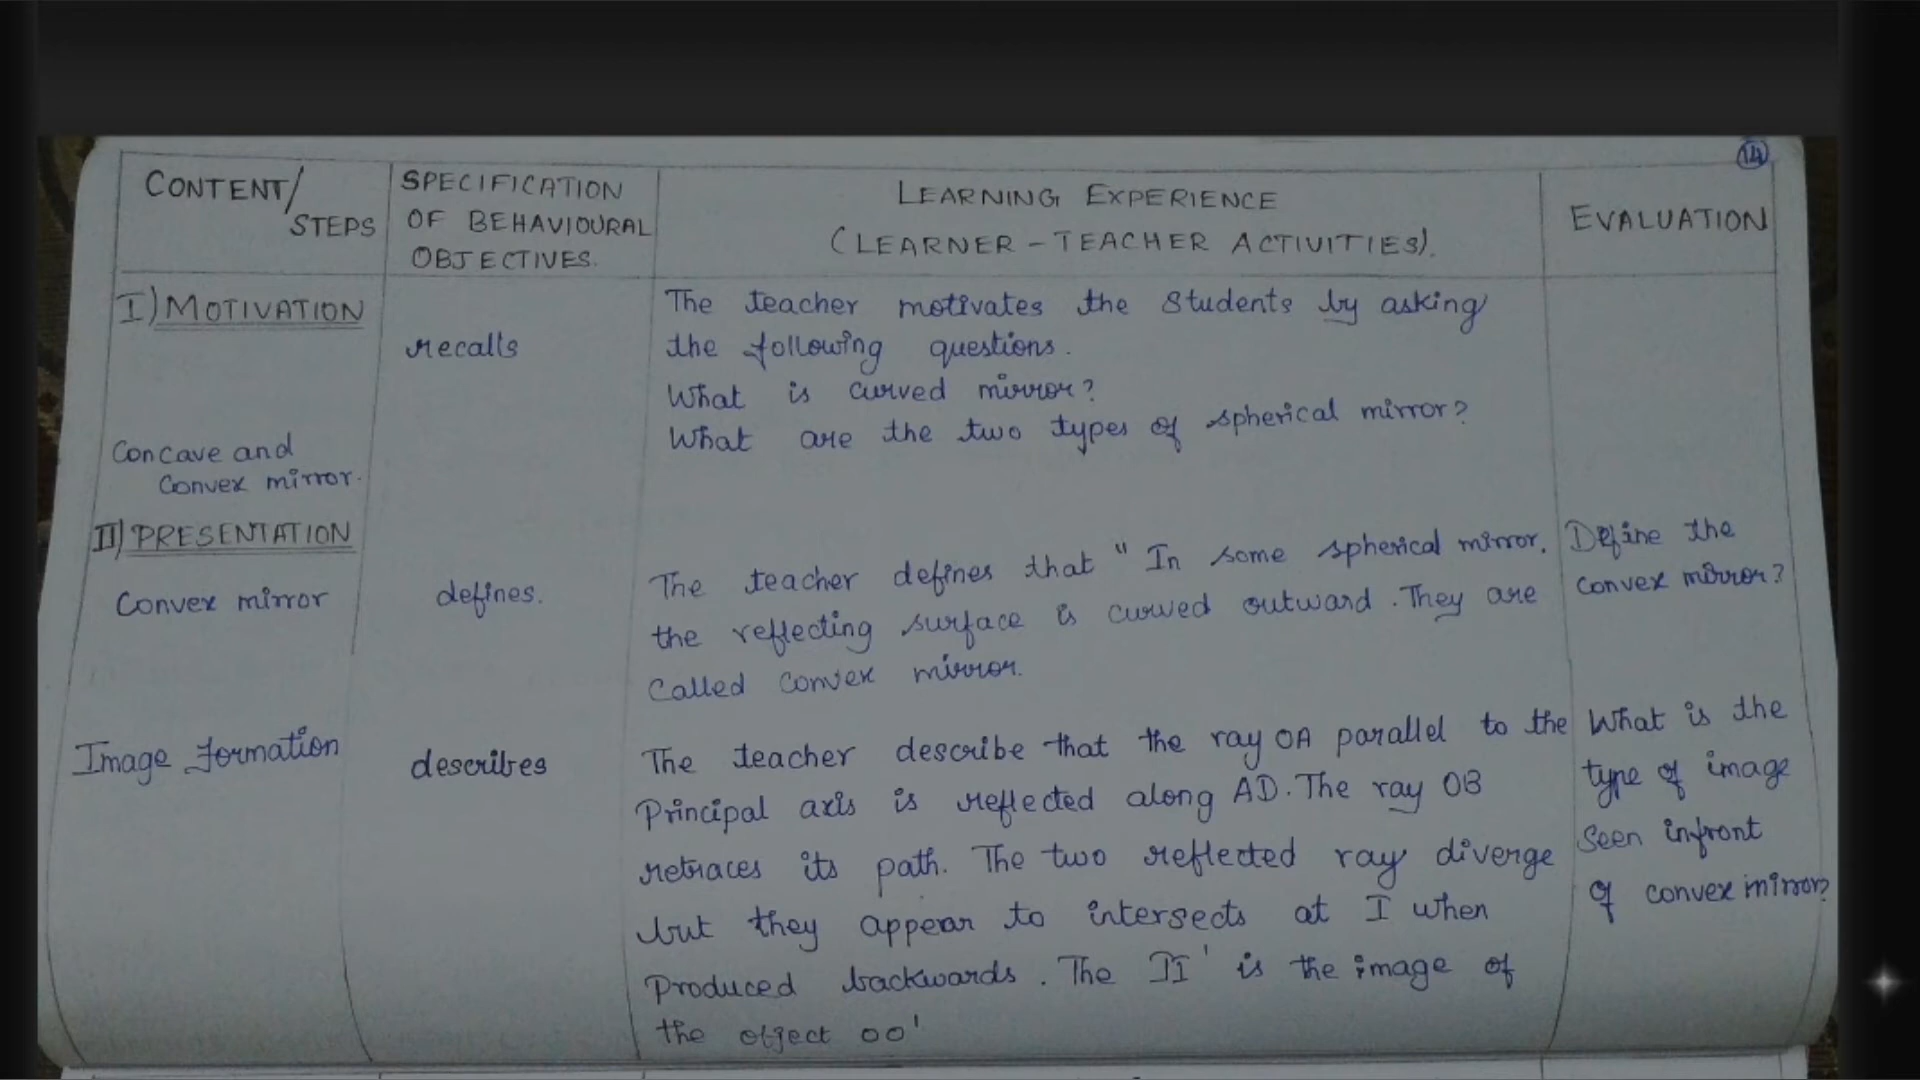 14
CONTENT/
STEPS
SPECIFICATION
OF BEHAVIOURAL
OBJECTIVES.
LEARNING EXPERIENCE
(LEARNER - TEACHER ACTIVITIES).
EVALUATION
I) MOTIVATION
Concave and
Convex mirror.
recalls
The teacher motivates the students by asking
the following questions.
What is curved mirror?
What are the two types of spherical mirror?
II) PRESENTATION
Convex mirror
defines.
The teacher defines that " In some spherical mirror.
the reflecting surface is curved outward. They are
called convex mirror.
Define the
convex mirror?
Image formation
describes
The teacher describe that the ray OA parallel to the
Principal axis is reflected along AD. The ray OB
retraces its path. The two reflected ray diverge
but they appear to intersects at I when
Produced backwards. The II' is the image of
the object OO'
What is the
type of image
seen infront
of convex mirror?